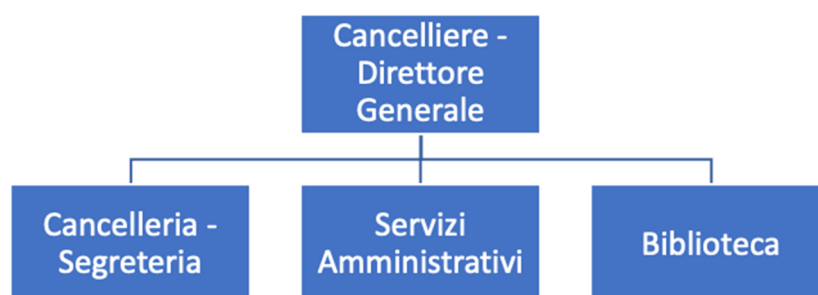 Cancelliere -
Direttore
Generale
Cancelleria -
Segreteria
Servizi
Amministrativi
Biblioteca